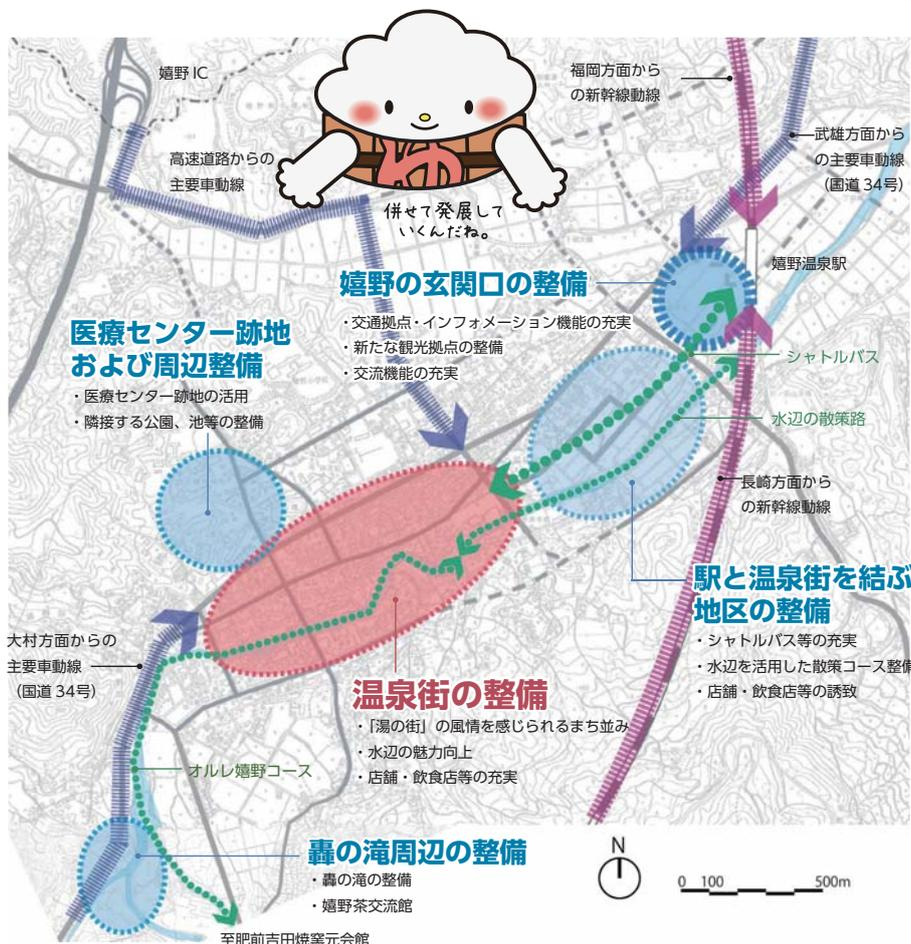 嬉野 IC
福岡方面から
の新幹線動線
武雄方面から
の主要車動線
（国道 34号）
高速道路からの
主要車動線
ゆ
併せて発展して
いくんだね。
嬉野温泉駅
嬉野の玄関口の整備
・交通拠点・インフォメーション機能の充実
・新たな観光拠点の整備
・交流機能の充実
医療センター跡地
および周辺整備
・医療センター跡地の活用
・隣接する公園、池等の整備
シャトルバス
水辺の散策路
長崎方面から
の新幹線動線
駅と温泉街を結ぶ
地区の整備
・シャトルバス等の充実
・水辺を活用した散策コース整備
・店舗・飲食店等の誘致
大村方面からの
主要車動線
（国道 34号）
温泉街の整備
・「湯の街」の風情を感じられるまち並み
・水辺の魅力向上
・店舗・飲食店等の充実
オルレ嬉野コース
轟の滝周辺の整備
・轟の滝の整備
・嬉野茶交流館
至肥前吉田焼窯元会館
N
0 100 500m